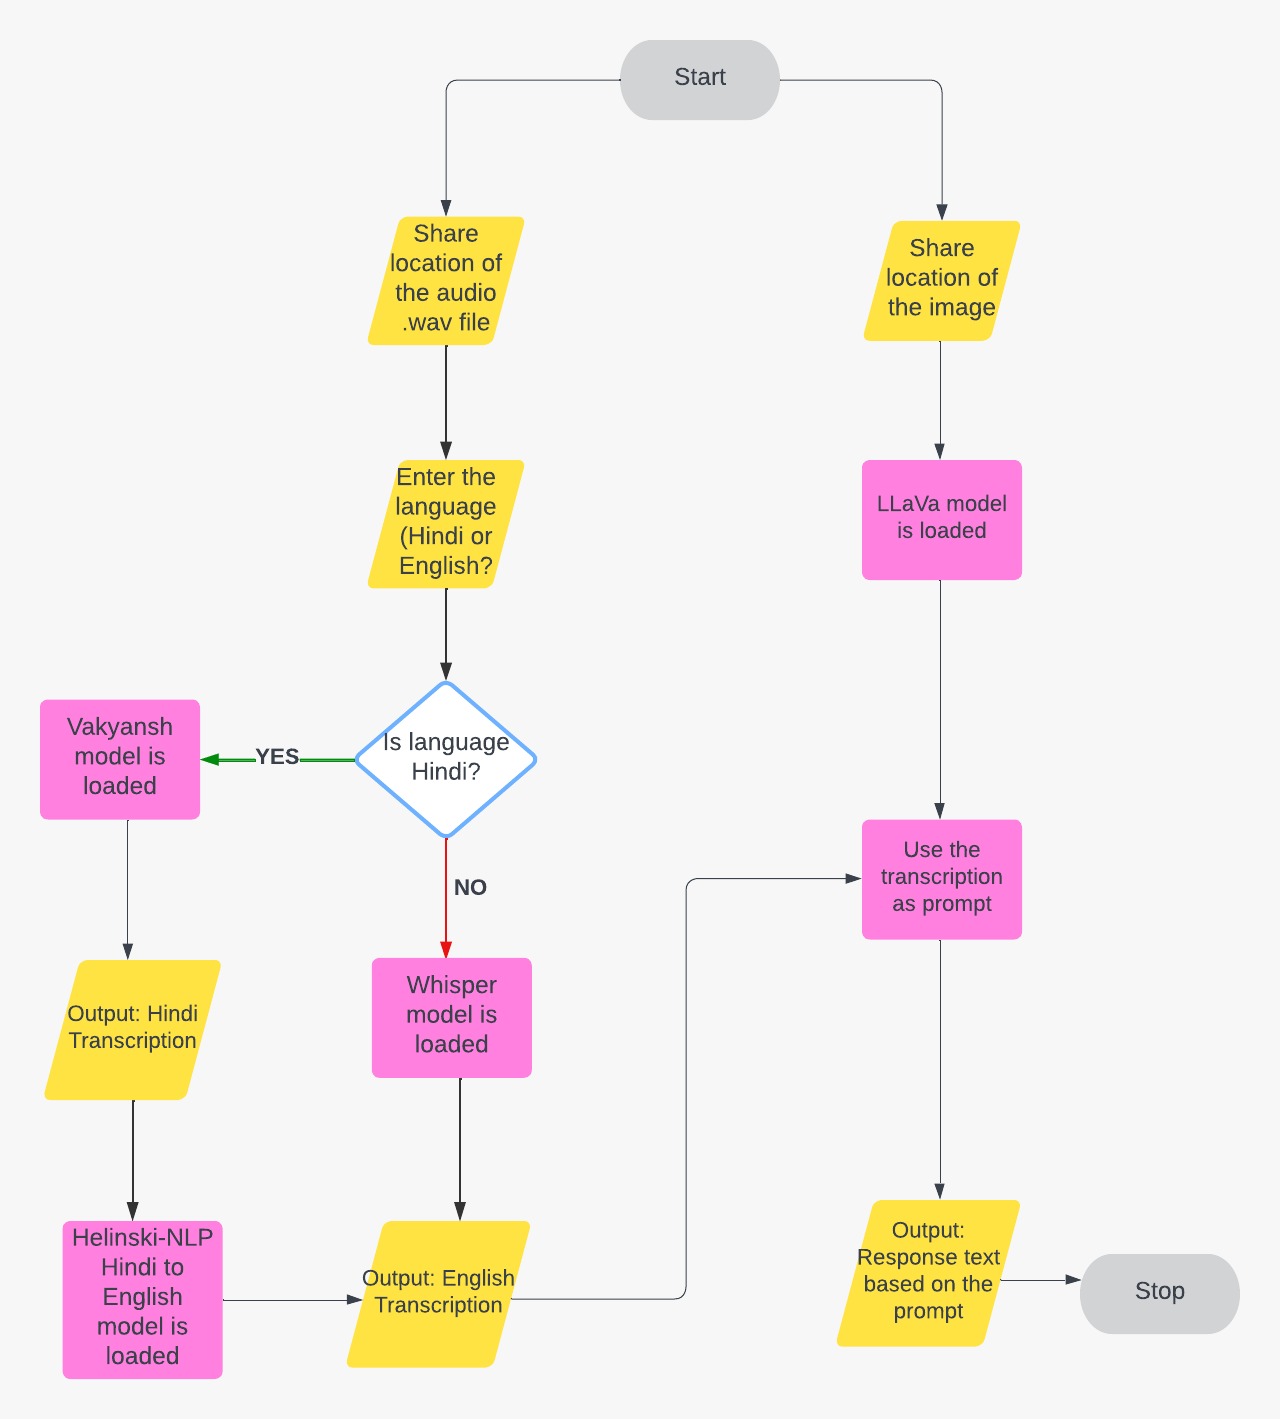 Start
Share
location of
the audio
.wav file
Share
location of
the image
Enter the
language
(Hindi or
English?
LLaVa model
is loaded
Is language
Hindi?
YES
Vakyansh
model is
loaded
NO
Use the
transcription
as prompt
Whisper
model is
loaded
Output: Hindi
Transcription
Helinski-NLP
Hindi to
English
model is
loaded
Output: English
Transcription
Output:
Response text
based on the
prompt
Stop